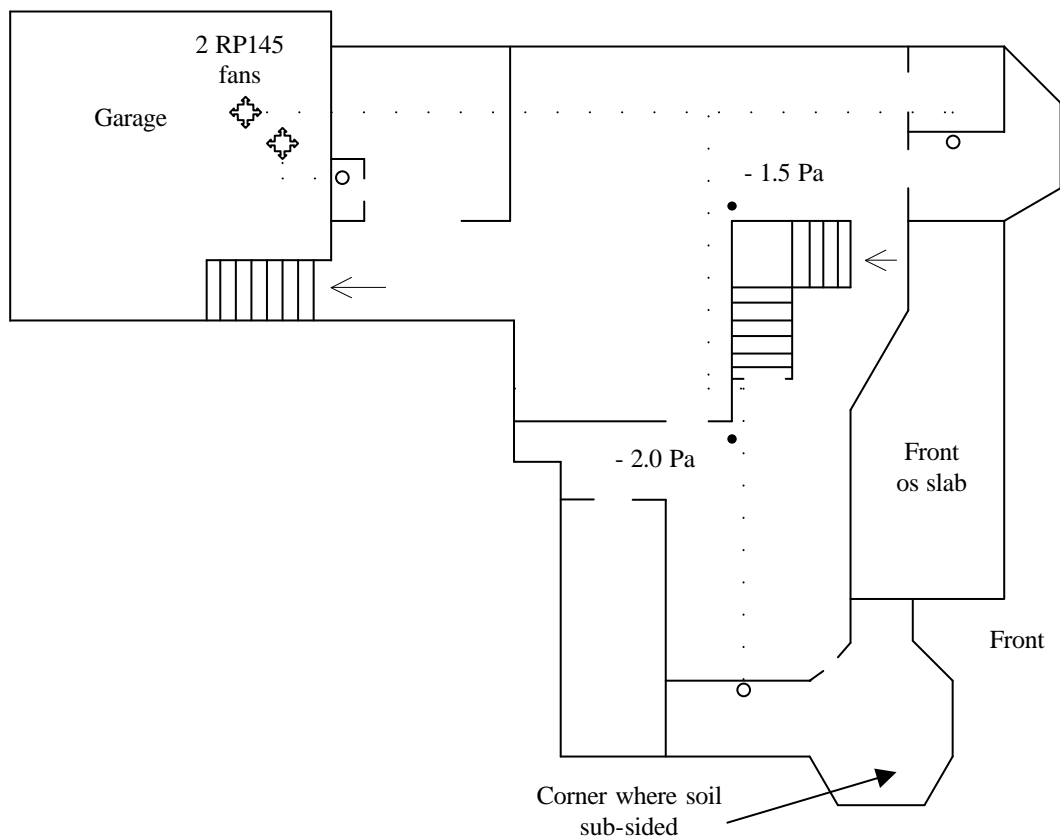 2 RP145
fans
Garage
- 1.5 Pa
- 2.0 Pa
Front
os slab
Front
Corner where soil
sub-sided